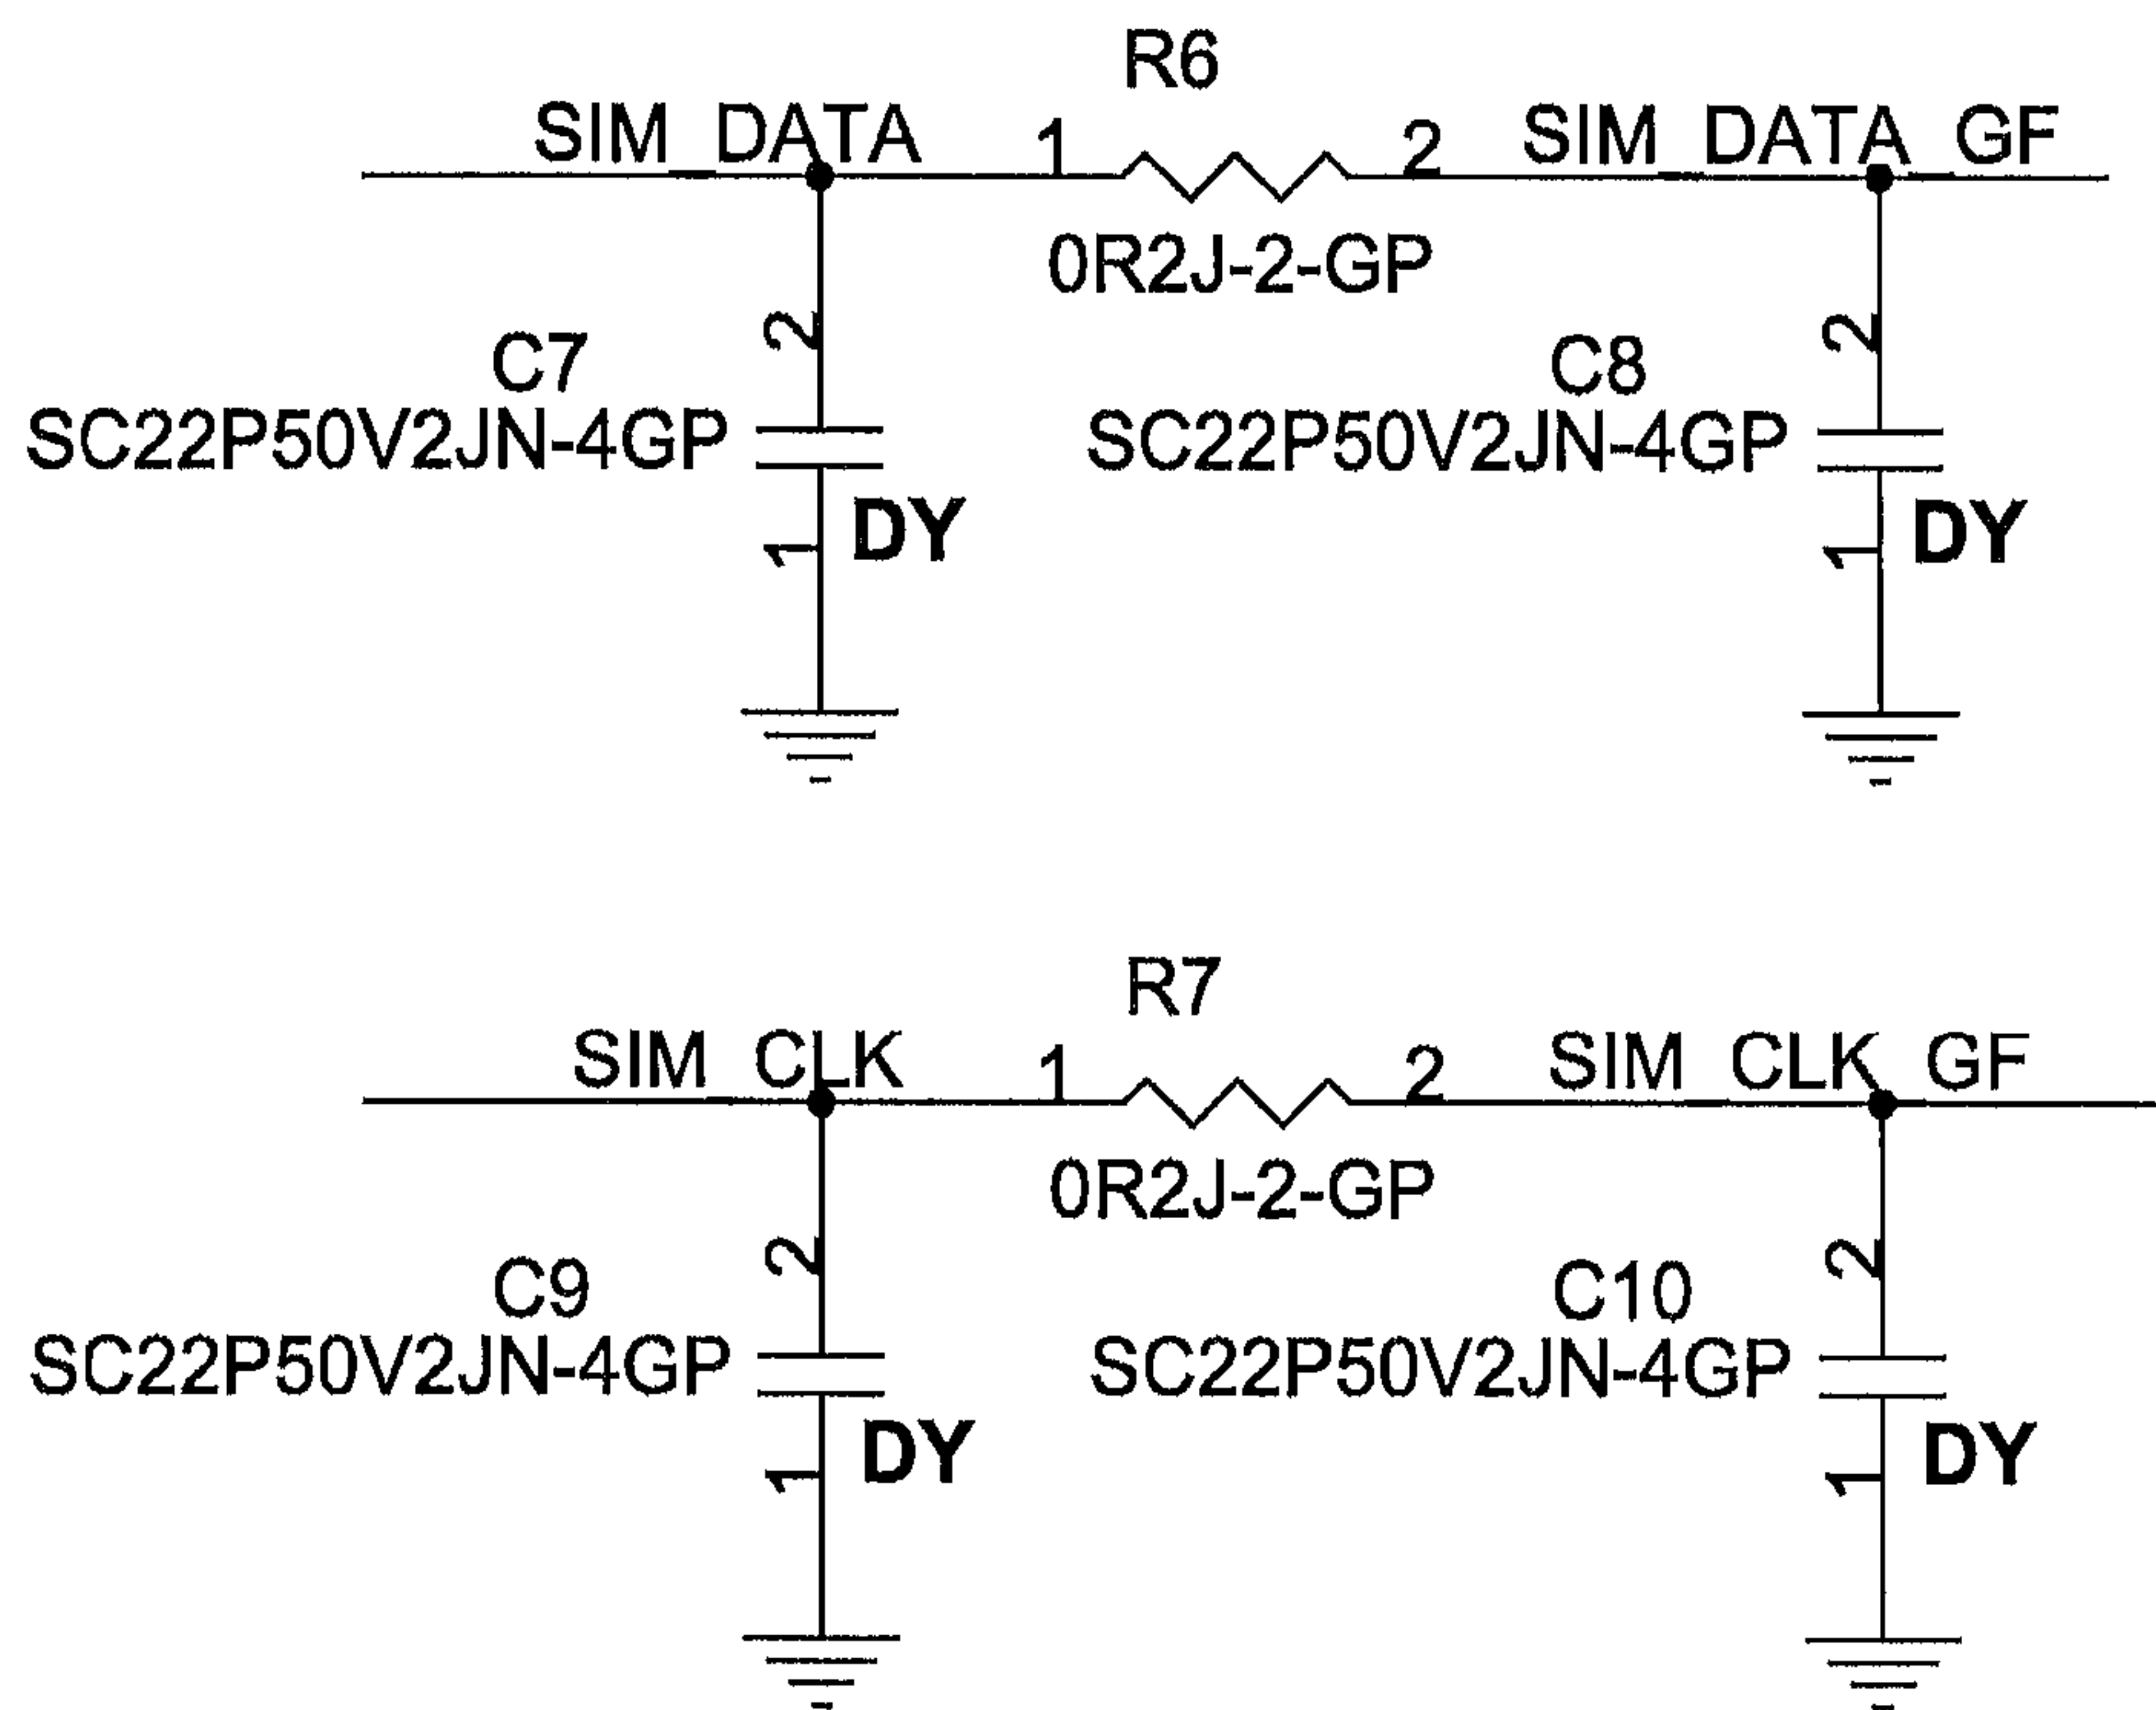 R6
SIM_DATA 1 2 SIM_DATA_GF
0R2J-2-GP
2 2
C7 C8
SC22P50V2JN-4GP SC22P50V2JN-4GP
DY DY
1 1
R7
SIM_CLK 1 2 SIM_CLK_GF
0R2J-2-GP
2 2
C9 C10
SC22P50V2JN-4GP SC22P50V2JN-4GP
DY DY
1 1